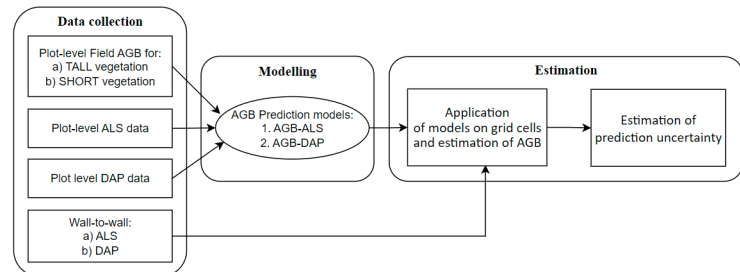 Data collection
Plot-level Field AGB for:
a) TALL vegetation
b) SHORT vegetation
Plot-level ALS data
Plot level DAP data
Wall-to-wall:
a) ALS
b) DAP
Modelling
AGB Prediction models:
1. AGB-ALS
2. AGB-DAP
Estimation
Application
of models on grid cells
and estimation of AGB
Estimation of
prediction uncertainty